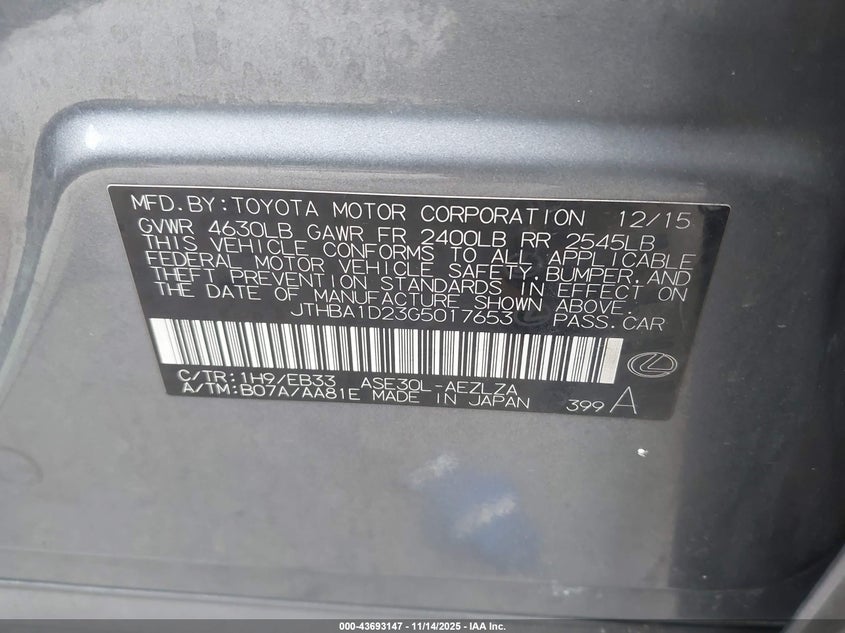 MFD.BY:TOYOTA MOTOR CORPORATION 12/15
GVWR 4630LB GAWR FR 2400LB RR 2545LB
THIS VEHICLE CONFORMS TO ALL APPLICABLE
FEDERAL MOTOR VEHICLE SAFETY,BUMPER,AND
THEFT PREVENTION STANDARDS IN EFFECT ON
THE DATE OF MANUFACTURE SHOWN ABOVE.
JTHBA1D23G5017653 PASS.CAR
C/TR:1H9/EB33 ASE30L-AEZLZA
A/TM:B07A/AA81E MADE IN JAPAN 399 A
000-43693147 - 11/14/2025 - IAA Inc.